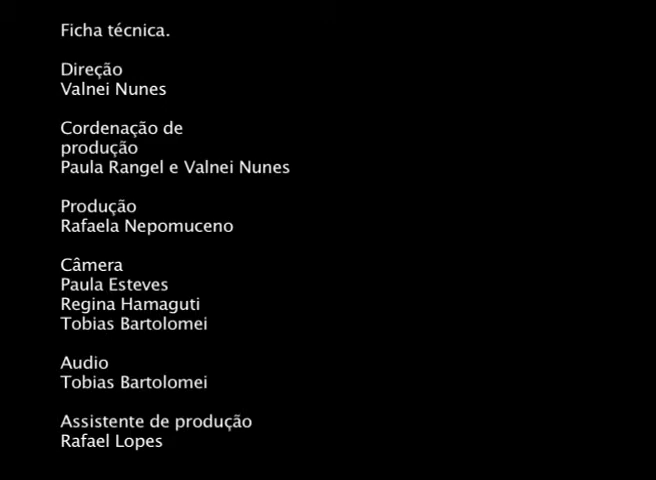 Ficha técnica.
Direção
Valnei Nunes
Cordenação de
produção
Paula Rangel e Valnei Nunes
Produção
Rafaela Nepomuceno
Câmera
Paula Esteves
Regina Hamaguti
Tobias Bartolomei
Audio
Tobias Bartolomei
Assistente de produção
Rafael Lopes